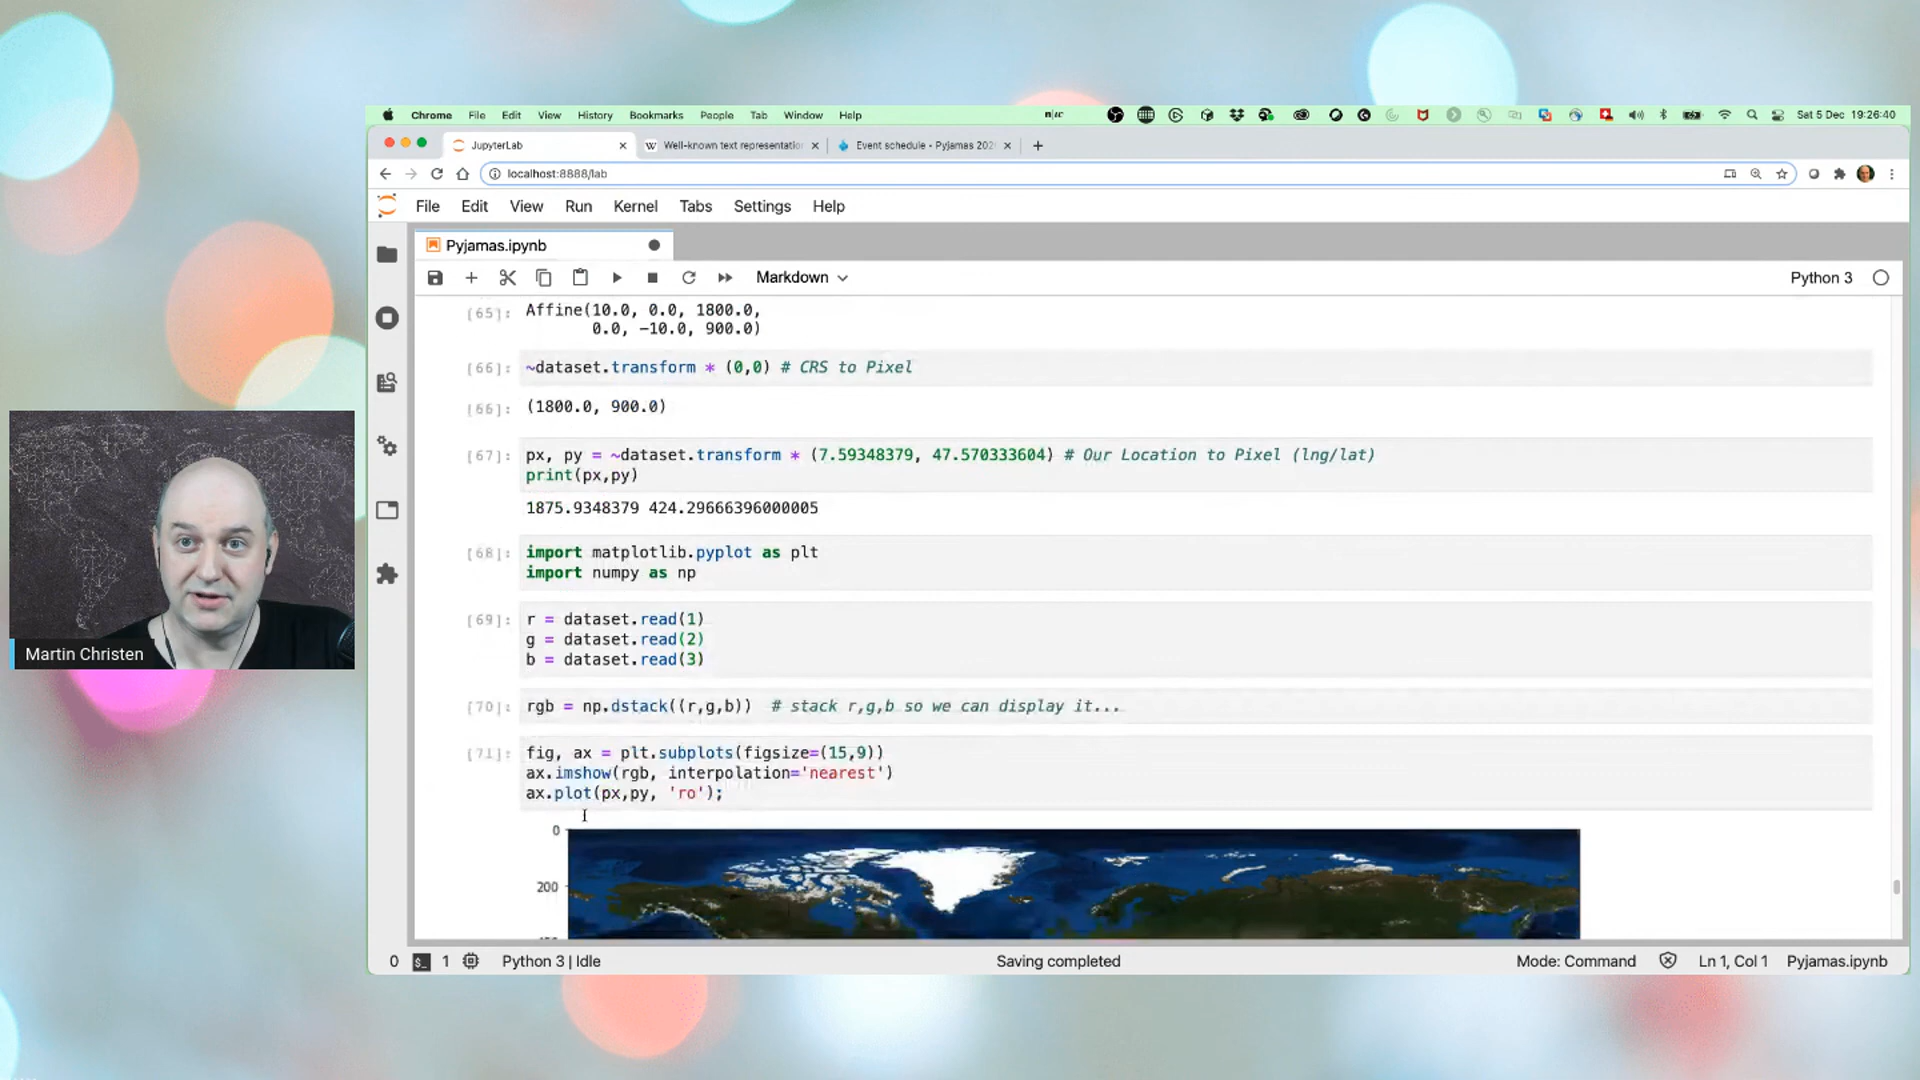 Chrome File Edit View History Bookmarks People Tab Window Help Sat 5 Dec 19:26:40
JupyterLab Well-known text representatio Event schedule • Pyjamas 202
localhost:8888/lab
File Edit View Run Kernel Tabs Settings Help
Pyjamas.ipynb
Markdown Python 3
[65]: Affine(10.0, 0.0, 1800.0,
0.0, -10.0, 900.0)
[66]: ~dataset.transform * (0,0) # CRS to Pixel
[66]: (1800.0, 900.0)
[67]: px, py = ~dataset.transform * (7.59348379, 47.570333604) # Our Location to Pixel (lng/lat)
print(px,py)
1875.9348379 424.29666396000005
[68]: import matplotlib.pyplot as plt
import numpy as np
[69]: r = dataset.read(1)
g = dataset.read(2)
b = dataset.read(3)
[70]: rgb = np.dstack((r,g,b)) # stack r,g,b so we can display it...
[71]: fig, ax = plt.subplots(figsize=(15,9))
ax.imshow(rgb, interpolation='nearest')
ax.plot(px,py, 'ro');
0
200
Martin Christen
0 $_ 1 Python 3 | Idle Saving completed Mode: Command Ln 1, Col 1 Pyjamas.ipynb